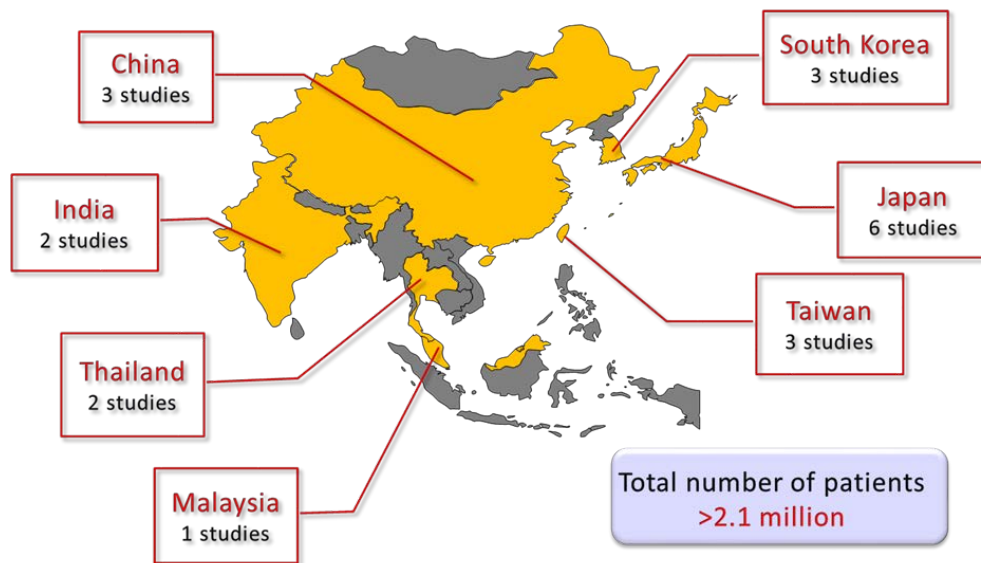 China
3 studies
South Korea
3 studies
India
2 studies
Japan
6 studies
Taiwan
3 studies
Thailand
2 studies
Malaysia
1 studies
Total number of patients
>2.1 million